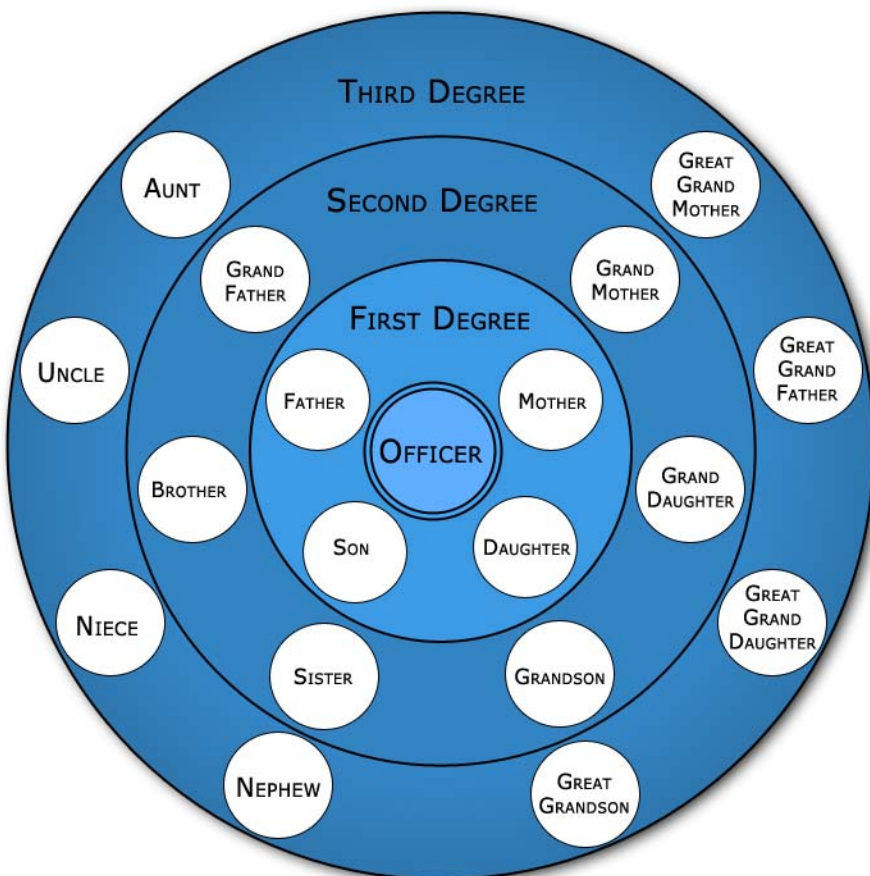 Third Degree
Aunt
Great
Grand
Mother
Second Degree
Grand
Father
Grand
Mother
First Degree
Uncle
Great
Grand
Father
Father
Mother
Officer
Brother
Grand
Daughter
Son
Daughter
Niece
Great
Grand
Daughter
Sister
Grandson
Nephew
Great
Grandson